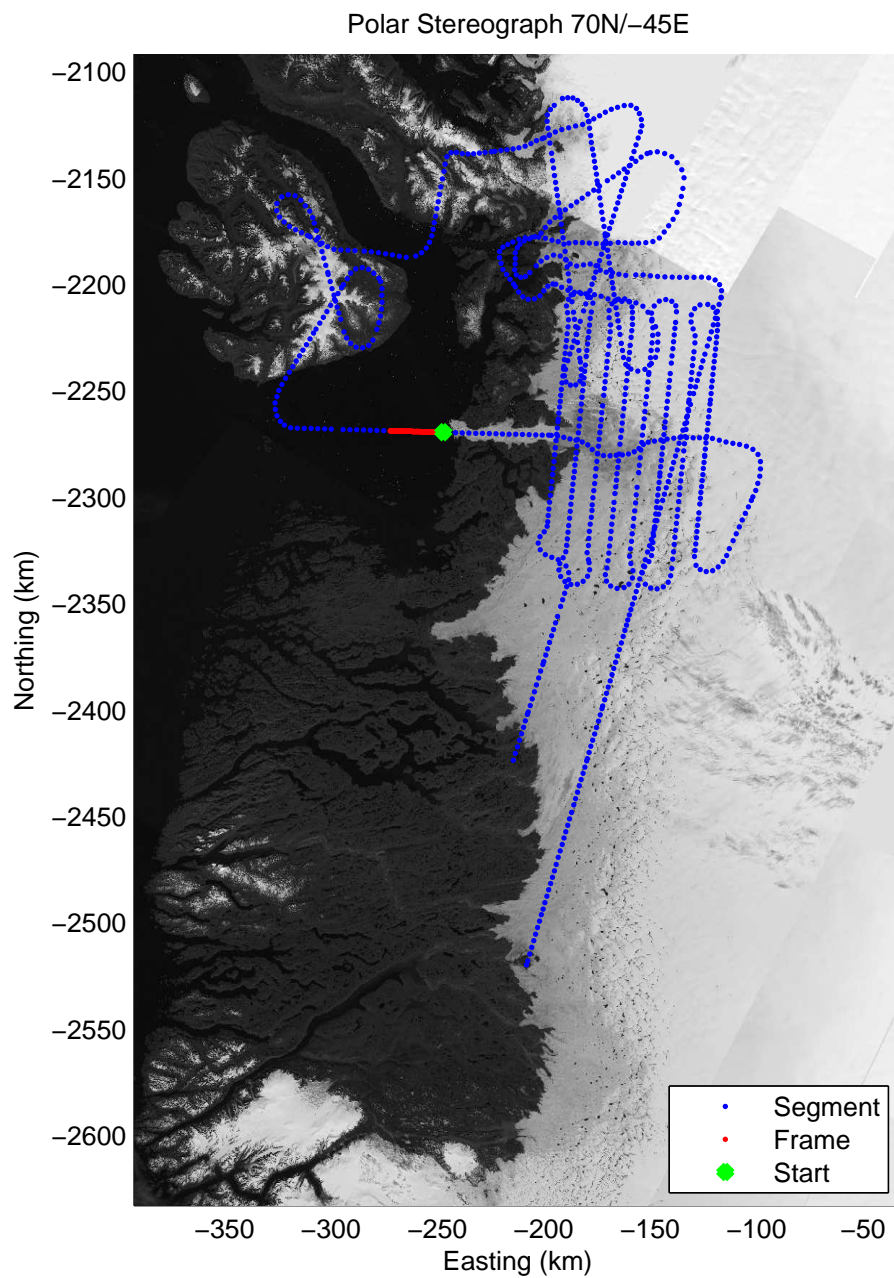 Polar Stereograph 70N/−45E
−2100
−2150
−2200
−2250
−2300
−2350
−2400
−2450
−2500
−2550
−2600
Northing (km)
Segment
Frame
Start
−350 −300 −250 −200 −150 −100 −50
Easting (km)